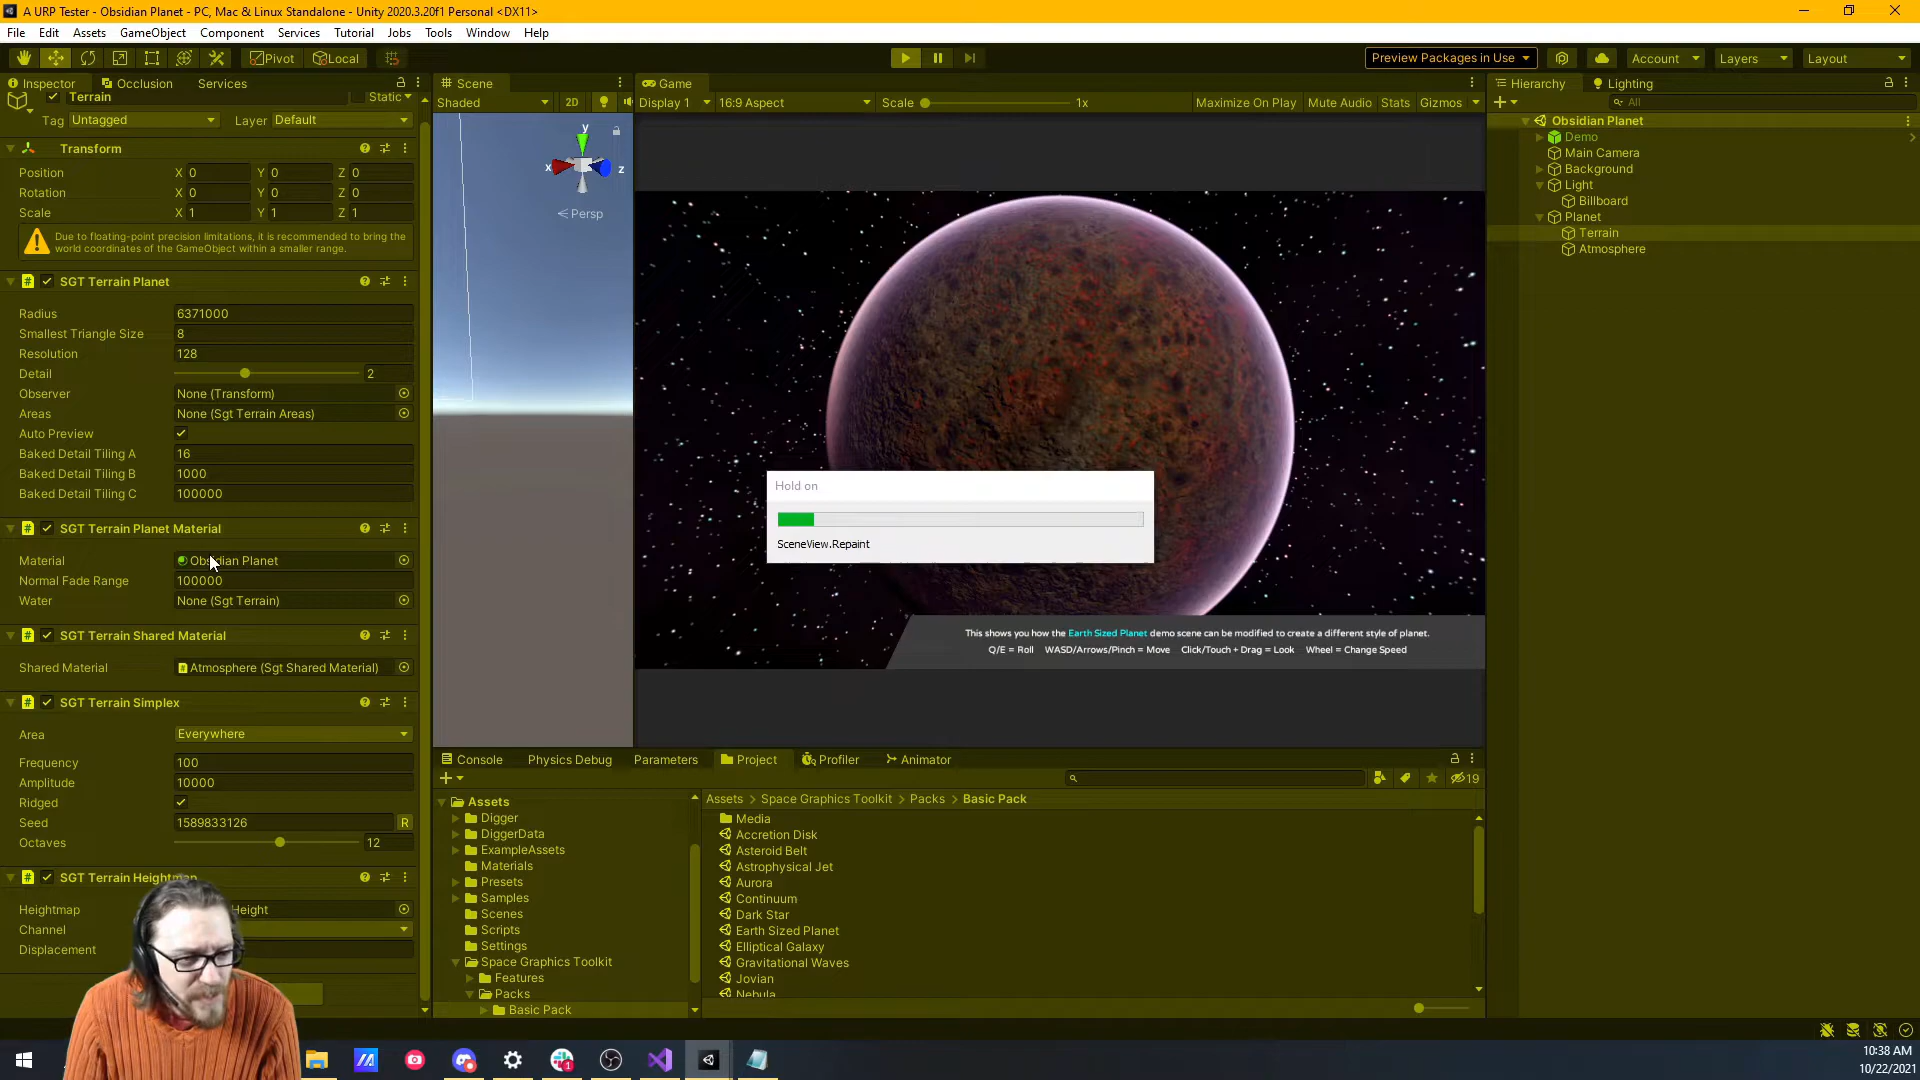 A URP Tester - Obsidian Planet - PC, Mac & Linux Standalone - Unity 2020.3.20f1 Personal <DX11>
File Edit Assets GameObject Component Services Tutorial Jobs Tools Window Help
Pivot Local Preview Packages in Use Account Layers Layout
Inspector Occlusion Services
Terrain Static
Tag Untagged Layer Default
Transform
Position X 0 Y 0 Z 0
Rotation X 0 Y 0 Z 0
Scale X 1 Y 1 Z 1
Due to floating-point precision limitations, it is recommended to bring the
world coordinates of the GameObject within a smaller range.
SGT Terrain Planet
Radius 6371000
Smallest Triangle Size 8
Resolution 128
Detail 2
Observer None (Transform)
Areas None (Sgt Terrain Areas)
Auto Preview
Baked Detail Tiling A 16
Baked Detail Tiling B 1000
Baked Detail Tiling C 100000
SGT Terrain Planet Material
Material Obsidian Planet
Normal Fade Range 100000
Water None (Sgt Terrain)
SGT Terrain Shared Material
Shared Material Atmosphere (Sgt Shared Material)
SGT Terrain Simplex
Area Everywhere
Frequency 100
Amplitude 10000
Ridged
Seed 1589833126 R
Octaves 12
SGT Terrain Heightmap
Heightmap Height
Channel
Displacement
Scene
Shaded 2D
y
x z
Persp
Game
Display 1 16:9 Aspect Scale 1x Maximize On Play Mute Audio Stats Gizmos
Hold on
SceneView.Repaint
This shows you how the Earth Sized Planet demo scene can be modified to create a different style of planet.
Q/E = Roll WASD/Arrows/Pinch = Move Click/Touch + Drag = Look Wheel = Change Speed
Hierarchy Lighting
All
Obsidian Planet
Demo
Main Camera
Background
Light
Billboard
Planet
Terrain
Atmosphere
Console Physics Debug Parameters Project Profiler Animator
19
Assets
Digger
DiggerData
ExampleAssets
Materials
Presets
Samples
Scenes
Scripts
Settings
Space Graphics Toolkit
Features
Packs
Basic Pack
Assets > Space Graphics Toolkit > Packs > Basic Pack
Media
Accretion Disk
Asteroid Belt
Astrophysical Jet
Aurora
Continuum
Dark Star
Earth Sized Planet
Elliptical Galaxy
Gravitational Waves
Jovian
Nebula
1
10:38 AM
10/22/2021